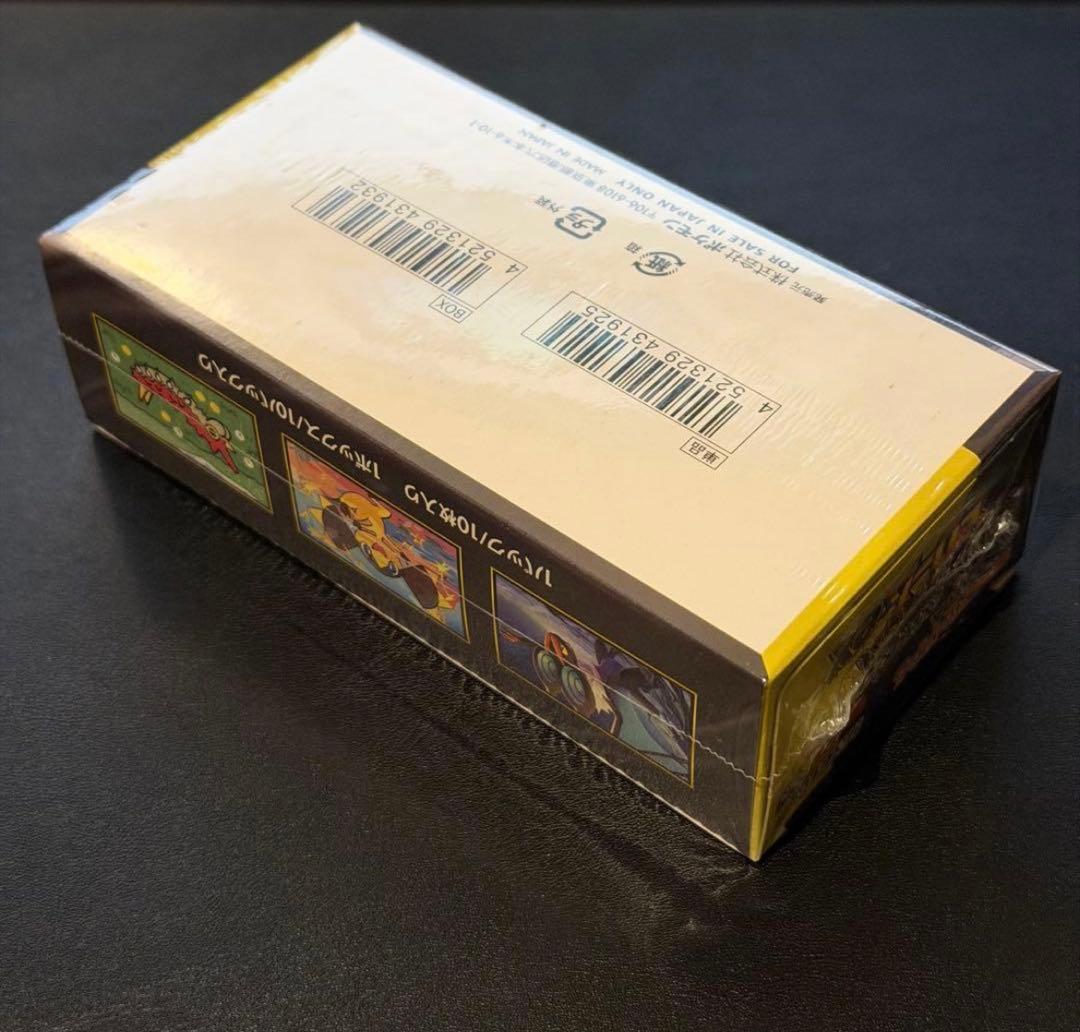 発売元 株式会社ポケモン 〒106-6108 東京都港区六本木6-10-1
FOR SALE IN JAPAN ONLY MADE IN JAPAN
紙
箱
プラ
外装
単品
4 521329 431925
BOX
4 521329 431932
1パック/10枚入り 1ボックス/10パック入り